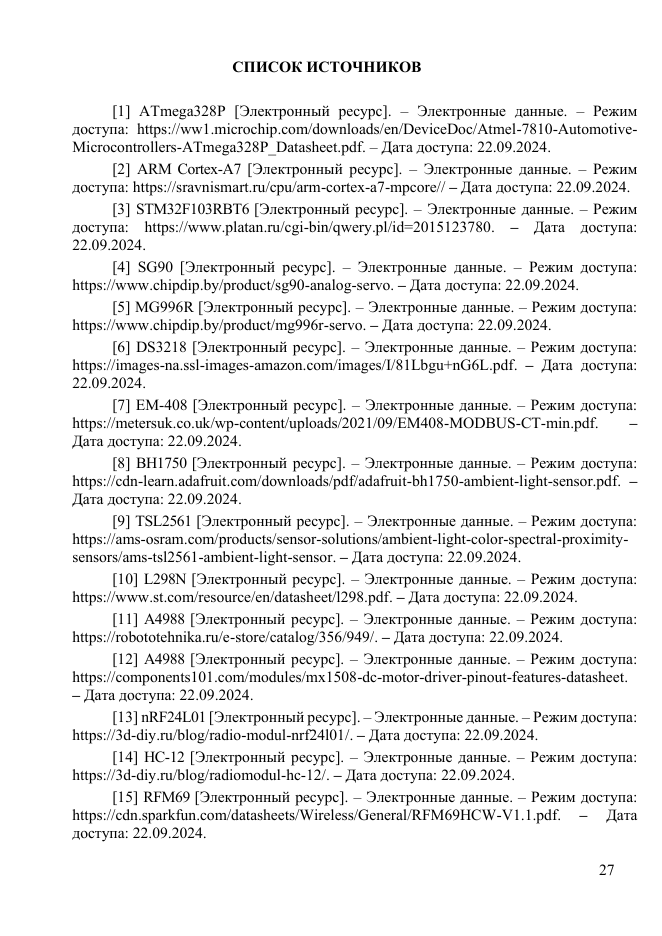 СПИСОК ИСТОЧНИКОВ
[1] ATmega328P [Электронный ресурс]. – Электронные данные. – Режим
доступа: https://ww1.microchip.com/downloads/en/DeviceDoc/Atmel-7810-Automotive-
Microcontrollers-ATmega328P_Datasheet.pdf. – Дата доступа: 22.09.2024.
[2] ARM Cortex-A7 [Электронный ресурс]. – Электронные данные. – Режим
доступа: https://sravnismart.ru/cpu/arm-cortex-a7-mpcore// – Дата доступа: 22.09.2024.
[3] STM32F103RBT6 [Электронный ресурс]. – Электронные данные. – Режим
доступа: https://www.platan.ru/cgi-bin/qwery.pl/id=2015123780. – Дата доступа:
22.09.2024.
[4] SG90 [Электронный ресурс]. – Электронные данные. – Режим доступа:
https://www.chipdip.by/product/sg90-analog-servo. – Дата доступа: 22.09.2024.
[5] MG996R [Электронный ресурс]. – Электронные данные. – Режим доступа:
https://www.chipdip.by/product/mg996r-servo. – Дата доступа: 22.09.2024.
[6] DS3218 [Электронный ресурс]. – Электронные данные. – Режим доступа:
https://images-na.ssl-images-amazon.com/images/I/81Lbgu+nG6L.pdf. – Дата доступа:
22.09.2024.
[7] EM-408 [Электронный ресурс]. – Электронные данные. – Режим доступа:
https://metersuk.co.uk/wp-content/uploads/2021/09/EM408-MODBUS-CT-min.pdf. –
Дата доступа: 22.09.2024.
[8] BH1750 [Электронный ресурс]. – Электронные данные. – Режим доступа:
https://cdn-learn.adafruit.com/downloads/pdf/adafruit-bh1750-ambient-light-sensor.pdf. –
Дата доступа: 22.09.2024.
[9] TSL2561 [Электронный ресурс]. – Электронные данные. – Режим доступа:
https://ams-osram.com/products/sensor-solutions/ambient-light-color-spectral-proximity-
sensors/ams-tsl2561-ambient-light-sensor. – Дата доступа: 22.09.2024.
[10] L298N [Электронный ресурс]. – Электронные данные. – Режим доступа:
https://www.st.com/resource/en/datasheet/l298.pdf. – Дата доступа: 22.09.2024.
[11] A4988 [Электронный ресурс]. – Электронные данные. – Режим доступа:
https://robototehnika.ru/e-store/catalog/356/949/. – Дата доступа: 22.09.2024.
[12] A4988 [Электронный ресурс]. – Электронные данные. – Режим доступа:
https://components101.com/modules/mx1508-dc-motor-driver-pinout-features-datasheet.
– Дата доступа: 22.09.2024.
[13] nRF24L01 [Электронный ресурс]. – Электронные данные. – Режим доступа:
https://3d-diy.ru/blog/radio-modul-nrf24l01/. – Дата доступа: 22.09.2024.
[14] HC-12 [Электронный ресурс]. – Электронные данные. – Режим доступа:
https://3d-diy.ru/blog/radiomodul-hc-12/. – Дата доступа: 22.09.2024.
[15] RFM69 [Электронный ресурс]. – Электронные данные. – Режим доступа:
https://cdn.sparkfun.com/datasheets/Wireless/General/RFM69HCW-V1.1.pdf. – Дата
доступа: 22.09.2024.
27